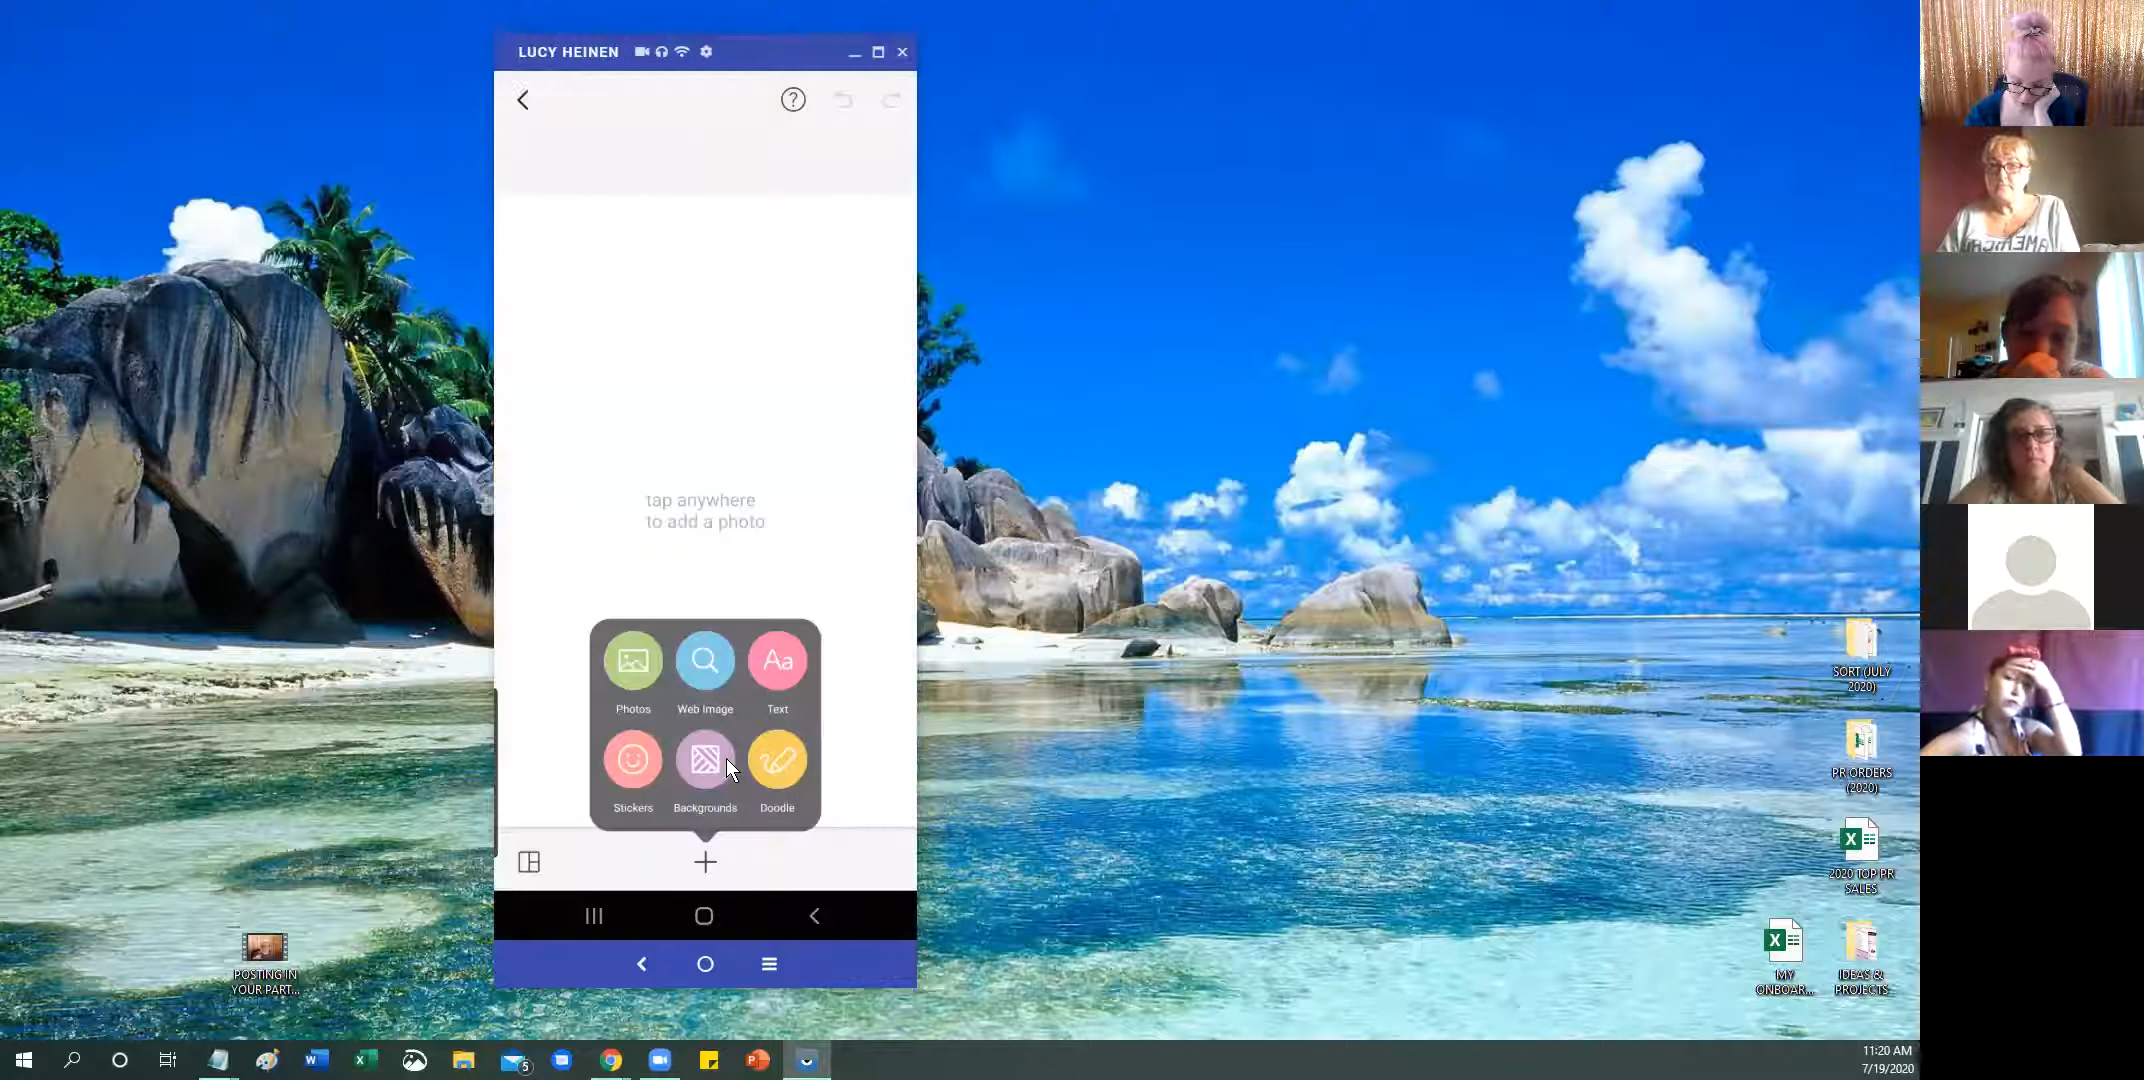 LUCY HEINEN
tap anywhere
to add a photo
Photos
Web Image
Text
Aa
Stickers
Backgrounds
Doodle
POSTING IN
YOUR PART...
SORT (JULY
2020)
PR ORDERS
(2020)
2020 TOP PR
SALES
MY
ONBOAR...
IDEAS &
PROJECTS
5
11:20 AM
7/19/2020